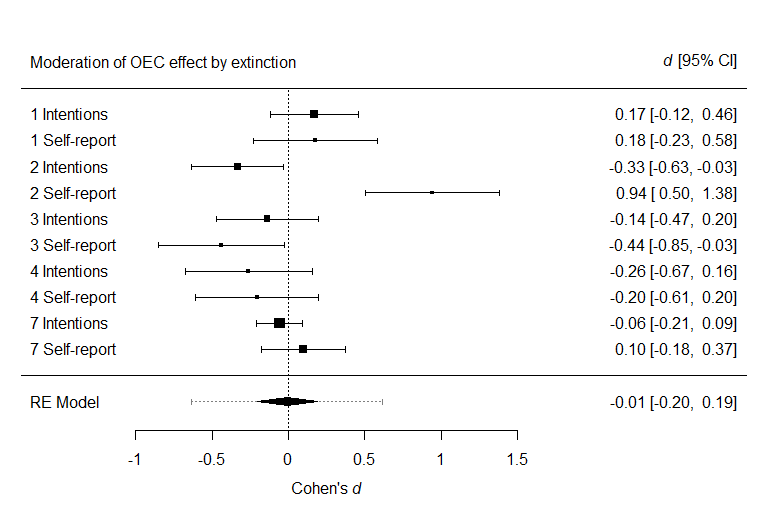 Moderation of OEC effect by extinction d [95% CI]
1 Intentions 0.17 [-0.12, 0.46]
1 Self-report 0.18 [-0.23, 0.58]
2 Intentions -0.33 [-0.63, -0.03]
2 Self-report 0.94 [ 0.50, 1.38]
3 Intentions -0.14 [-0.47, 0.20]
3 Self-report -0.44 [-0.85, -0.03]
4 Intentions -0.26 [-0.67, 0.16]
4 Self-report -0.20 [-0.61, 0.20]
7 Intentions -0.06 [-0.21, 0.09]
7 Self-report 0.10 [-0.18, 0.37]
RE Model -0.01 [-0.20, 0.19]
-1 -0.5 0 0.5 1 1.5
Cohen's d